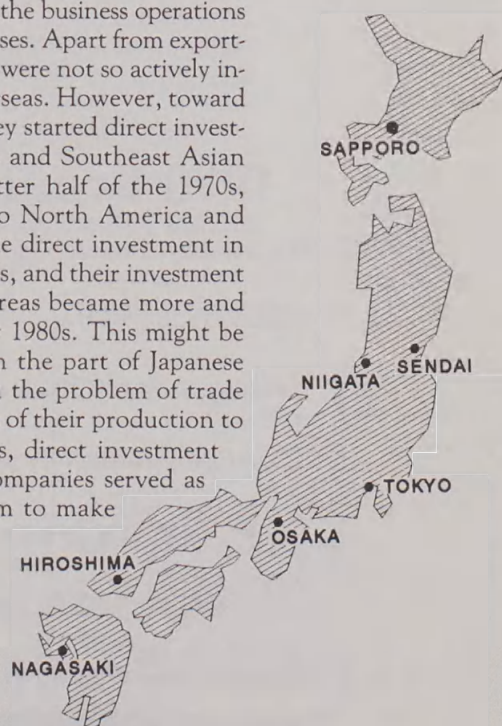 the business operations
ses. Apart from export-
were not so actively in-
seas. However, toward
ey started direct invest-
and Southeast Asian
tter half of the 1970s,
o North America and
e direct investment in
s, and their investment
reas became more and
1980s. This might be
n the part of Japanese
the problem of trade
of their production to
s, direct investment
ompanies served as
m to make
SAPPORO
SENDAI
NIIGATA
TOKYO
OSAKA
HIROSHIMA
NAGASAKI